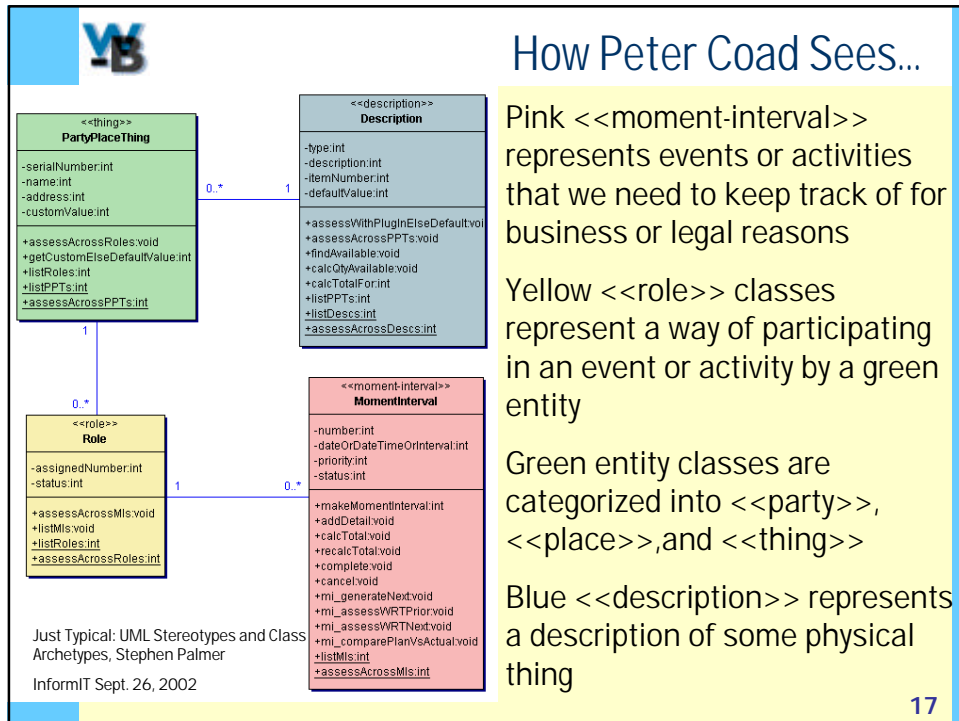 WB
How Peter Coad Sees...
<<thing>>
PartyPlaceThing
-serialNumber:int
-name:int
-address:int
-customValue:int
+assessAcrossRoles:void
+getCustomElseDefaultValue:int
+listRoles:int
+listPPTs:int
+assessAcrossPPTs:int
0..*
1
<<description>>
Description
-type:int
-description:int
-itemNumber:int
-defaultValue:int
+assessWithPlugInElseDefault:voi
+assessAcrossPPTs:void
+findAvailable:void
+calcQtyAvailable:void
+calcTotalFor:int
+listPPTs:int
+listDescs:int
+assessAcrossDescs:int
1
0..*
<<role>>
Role
-assignedNumber:int
-status:int
+assessAcrossMIs:void
+listMIs:void
+listRoles:int
+assessAcrossRoles:int
1
0..*
<<moment-interval>>
MomentInterval
-number:int
-dateOrDateTimeOrInterval:int
-priority:int
-status:int
+makeMomentInterval:int
+addDetail:void
+calcTotal:void
+recalcTotal:void
+complete:void
+cancel:void
+mi_generateNext:void
+mi_assessWRTPrior:void
+mi_assessWRTNext:void
+mi_comparePlanVsActual:void
+listMIs:int
+assessAcrossMIs:int
Just Typical: UML Stereotypes and Class
Archetypes, Stephen Palmer
InformIT Sept. 26, 2002
Pink <<moment-interval>>
represents events or activities
that we need to keep track of for
business or legal reasons
Yellow <<role>> classes
represent a way of participating
in an event or activity by a green
entity
Green entity classes are
categorized into <<party>>,
<<place>>,and <<thing>>
Blue <<description>> represents
a description of some physical
thing
17